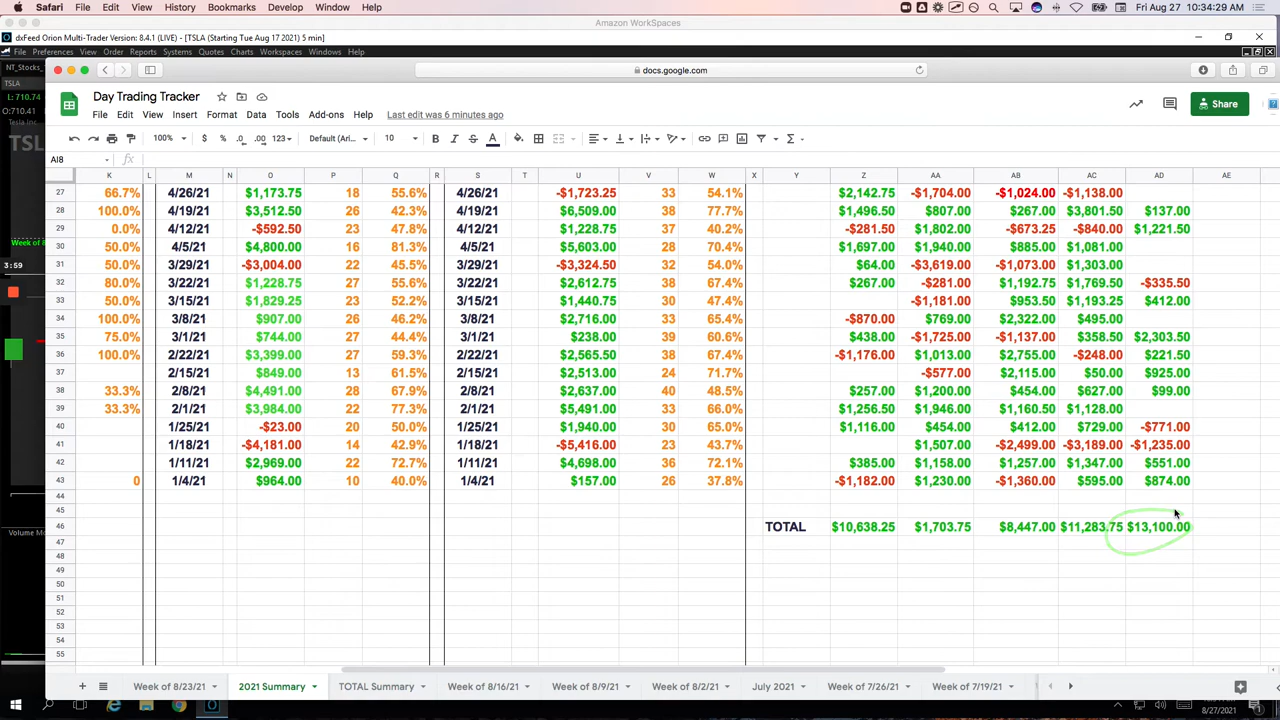 Safari File Edit View History Bookmarks Develop Window Help Fri Aug 27 10:34:29 AM
Amazon WorkSpaces
dxFeed Orion Multi-Trader Version: 8.4.1 (LIVE) - [TSLA (Starting Tue Aug 17 2021) 5 min]
File Preferences View Order Reports Systems Quotes Charts Workspaces Windows Help
NT_Stocks_
docs.google.com
TSLA
L: 710.74
O:710.41
Tesla Inc.
TSL
Day Trading Tracker
File Edit View Insert Format Data Tools Add-ons Help Last edit was 6 minutes ago
Share
100% $ % .0 .00 123 Default (Ari... 10 B I S A
AI8 fx
K L M N O P Q R S T U V W X Y Z AA AB AC AD AE
27 66.7% 4/26/21 $1,173.75 18 55.6% 4/26/21 -$1,723.25 33 54.1% $2,142.75 -$1,704.00 -$1,024.00 -$1,138.00
28 100.0% 4/19/21 $3,512.50 26 42.3% 4/19/21 $6,509.00 38 77.7% $1,496.50 $807.00 $267.00 $3,801.50 $137.00
29 0.0% 4/12/21 -$592.50 23 47.8% 4/12/21 $1,228.75 37 40.2% -$281.50 $1,802.00 -$673.25 -$840.00 $1,221.50
30 50.0% 4/5/21 $4,800.00 16 81.3% 4/5/21 $5,603.00 28 70.4% $1,697.00 $1,940.00 $885.00 $1,081.00
31 50.0% 3/29/21 -$3,004.00 22 45.5% 3/29/21 -$3,324.50 32 54.0% $64.00 -$3,619.00 -$1,073.00 $1,303.00
32 80.0% 3/22/21 $1,228.75 27 55.6% 3/22/21 $2,612.75 38 67.4% $267.00 -$281.00 $1,192.75 $1,769.50 -$335.50
33 50.0% 3/15/21 $1,829.25 23 52.2% 3/15/21 $1,440.75 30 47.4% -$1,181.00 $953.50 $1,193.25 $412.00
34 100.0% 3/8/21 $907.00 26 46.2% 3/8/21 $2,716.00 33 65.4% -$870.00 $769.00 $2,322.00 $495.00
35 75.0% 3/1/21 $744.00 27 44.4% 3/1/21 $238.00 39 60.6% $438.00 -$1,725.00 -$1,137.00 $358.50 $2,303.50
36 100.0% 2/22/21 $3,399.00 27 59.3% 2/22/21 $2,565.50 38 67.4% -$1,176.00 $1,013.00 $2,755.00 -$248.00 $221.50
37 2/15/21 $849.00 13 61.5% 2/15/21 $2,513.00 24 71.7% -$577.00 $2,115.00 $50.00 $925.00
38 33.3% 2/8/21 $4,491.00 28 67.9% 2/8/21 $2,637.00 40 48.5% $257.00 $1,200.00 $454.00 $627.00 $99.00
39 33.3% 2/1/21 $3,984.00 22 77.3% 2/1/21 $5,491.00 33 66.0% $1,256.50 $1,946.00 $1,160.50 $1,128.00
40 1/25/21 -$23.00 20 50.0% 1/25/21 $1,940.00 30 65.0% $1,116.00 $454.00 $412.00 $729.00 -$771.00
41 1/18/21 -$4,181.00 14 42.9% 1/18/21 -$5,416.00 23 43.7% $1,507.00 -$2,499.00 -$3,189.00 -$1,235.00
42 1/11/21 $2,969.00 22 72.7% 1/11/21 $4,698.00 36 72.1% $385.00 $1,158.00 $1,257.00 $1,347.00 $551.00
43 0 1/4/21 $964.00 10 40.0% 1/4/21 $157.00 26 37.8% -$1,182.00 $1,230.00 -$1,360.00 $595.00 $874.00
44
45
46 TOTAL $10,638.25 $1,703.75 $8,447.00 $11,283.75 $13,100.00
47
48
49
50
51
52
53
54
55
Week of 8
3:59
Volume Mo
Week of 8/23/21 2021 Summary TOTAL Summary Week of 8/16/21 Week of 8/9/21 Week of 8/2/21 July 2021 Week of 7/26/21 Week of 7/19/21
8/27/2021